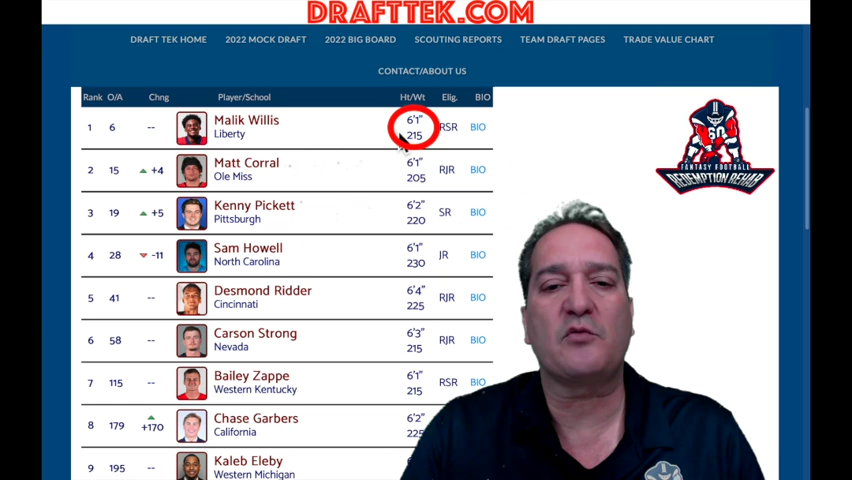 DRAFTTEK.COM
DRAFT TEK HOME 2022 MOCK DRAFT 2022 BIG BOARD SCOUTING REPORTS TEAM DRAFT PAGES TRADE VALUE CHART
CONTACT/ABOUT US
Rank O/A Chng Player/School Ht/Wt Elig. BIO
1 6 -- Malik Willis 6'1" RSR BIO
Liberty 215
2 15 +4 Matt Corral 6'1" RJR BIO
Ole Miss 205
3 19 +5 Kenny Pickett 6'2" SR BIO
Pittsburgh 220
4 28 -11 Sam Howell 6'1" JR BIO
North Carolina 230
5 41 -- Desmond Ridder 6'4" RJR BIO
Cincinnati 225
6 58 -- Carson Strong 6'3" RJR BIO
Nevada 215
7 115 -- Bailey Zappe 6'1" RSR BIO
Western Kentucky 215
8 179 +170 Chase Garbers 6'2"
California 225
9 195 -- Kaleb Eleby
Western Michigan
60
FANTASY FOOTBALL
REDEMPTION REHAB